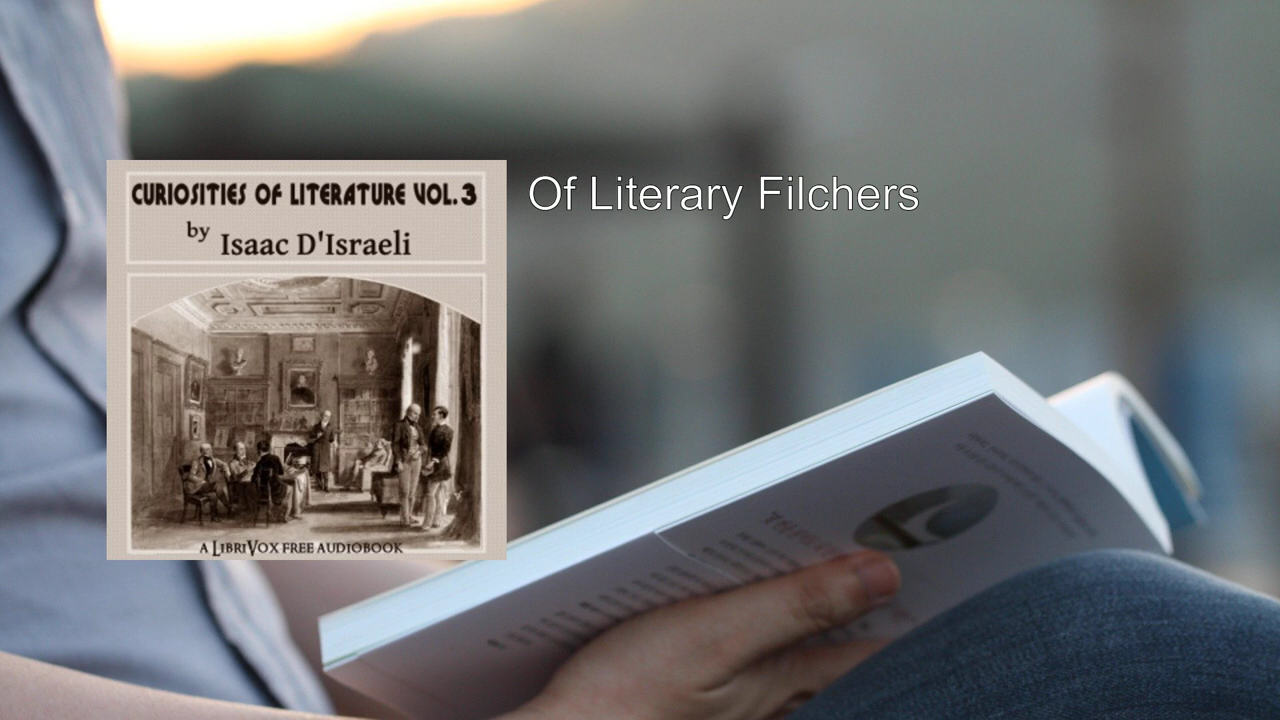 CURIOSITIES OF LITERATURE VOL. 3
by Isaac D'Israeli
A LIBRIVOX FREE AUDIOBOOK
Of Literary Filchers